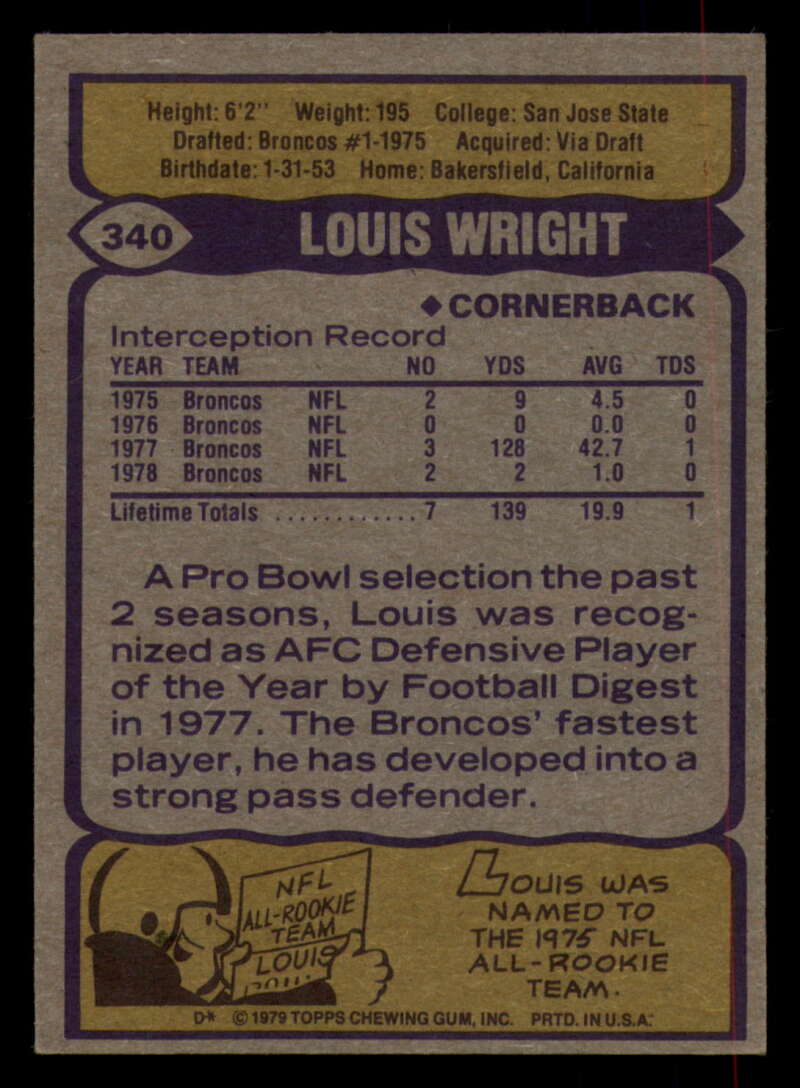 Height: 6'2" Weight: 195 College: San Jose State
Drafted: Broncos #1-1975 Acquired: Via Draft
Birthdate: 1-31-53 Home: Bakersfield, California
340 LOUIS WRIGHT
◆ CORNERBACK
Interception Record
YEAR TEAM NO YDS AVG TDS
1975 Broncos NFL 2 9 4.5 0
1976 Broncos NFL 0 0 0.0 0
1977 Broncos NFL 3 128 42.7 1
1978 Broncos NFL 2 2 1.0 0
Lifetime Totals ............ 7 139 19.9 1
A Pro Bowl selection the past
2 seasons, Louis was recog-
nized as AFC Defensive Player
of the Year by Football Digest
in 1977. The Broncos' fastest
player, he has developed into a
strong pass defender.
NFL
ALL-ROOKIE
TEAM
LOUIS
LOUIS WAS
NAMED TO
THE 1975 NFL
ALL-ROOKIE
TEAM.
D* © 1979 TOPPS CHEWING GUM, INC. PRTD. IN U.S.A.